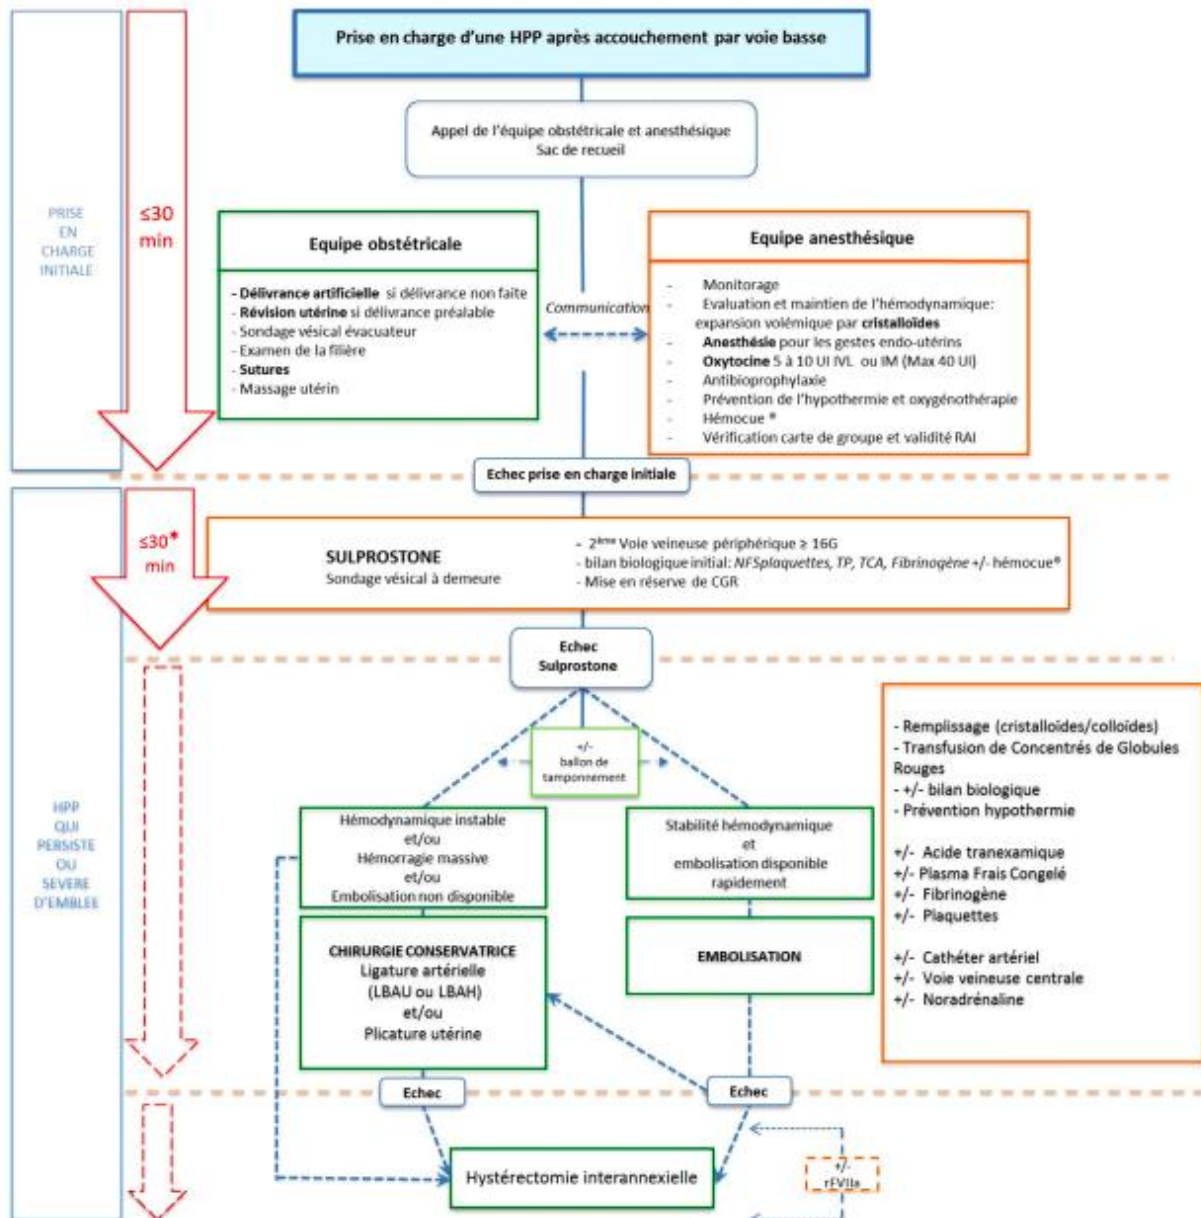 Prise en charge d'une HPP après accouchement par voie basse
Appel de l'équipe obstétricale et anesthésique
Sac de recueil
PRISE
EN
CHARGE
INITIALE
≤30
min
Equipe obstétricale
- Délivrance artificielle si délivrance non faite
- Révision utérine si délivrance préalable
- Sondage vésical évacuateur
- Examen de la filière
- Sutures
- Massage utérin
Communication
Equipe anesthésique
- Monitorage
- Evaluation et maintien de l'hémodynamique:
expansion volémique par cristalloïdes
- Anesthésie pour les gestes endo-utérins
- Oxytocine 5 à 10 UI IVL ou IM (Max 40 UI)
- Antibioprophylaxie
- Prévention de l'hypothermie et oxygénothérapie
- Hémocue ®
- Vérification carte de groupe et validité RAI
Echec prise en charge initiale
≤30*
min
SULPROSTONE
Sondage vésical à demeure
- 2ème Voie veineuse périphérique ≥ 16G
- bilan biologique initial: NFSplaquettes, TP, TCA, Fibrinogène +/- hémocue®
- Mise en réserve de CGR
Echec
Sulprostone
+/-
ballon de
tamponnement
HPP
QUI
PERSISTE
OU
SEVERE
D'EMBLEE
Hémodynamique instable
et/ou
Hémorragie massive
et/ou
Embolisation non disponible
Stabilité hémodynamique
et
embolisation disponible
rapidement
CHIRURGIE CONSERVATRICE
Ligature artérielle
(LBAU ou LBAH)
et/ou
Plicature utérine
EMBOLISATION
- Remplissage (cristalloïdes/colloïdes)
- Transfusion de Concentrés de Globules
Rouges
- +/- bilan biologique
- Prévention hypothermie
+/- Acide tranexamique
+/- Plasma Frais Congelé
+/- Fibrinogène
+/- Plaquettes
+/- Cathéter artériel
+/- Voie veineuse centrale
+/- Noradrénaline
Echec
Echec
Hystérectomie interannexielle
+/-
rFVIIa